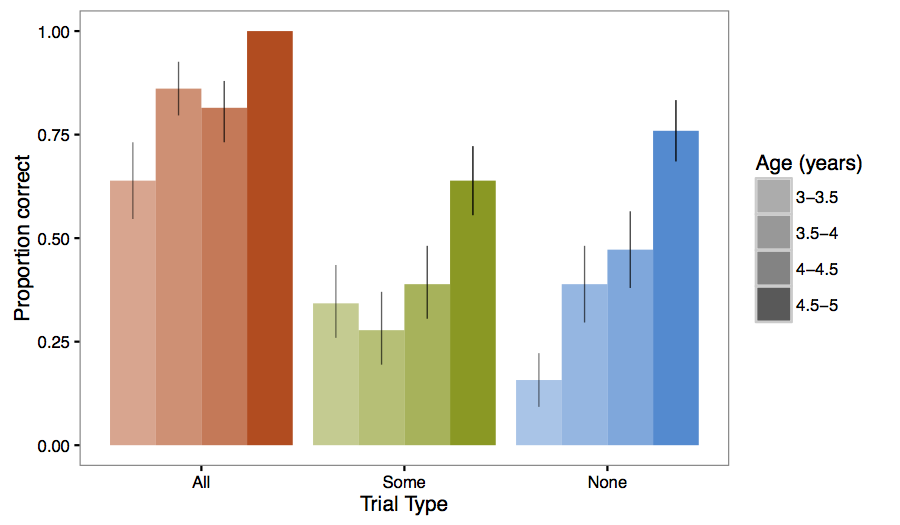 1.00
0.75
0.50
0.25
0.00
Proportion correct
All
Some
None
Trial Type
Age (years)
3–3.5
3.5–4
4–4.5
4.5–5